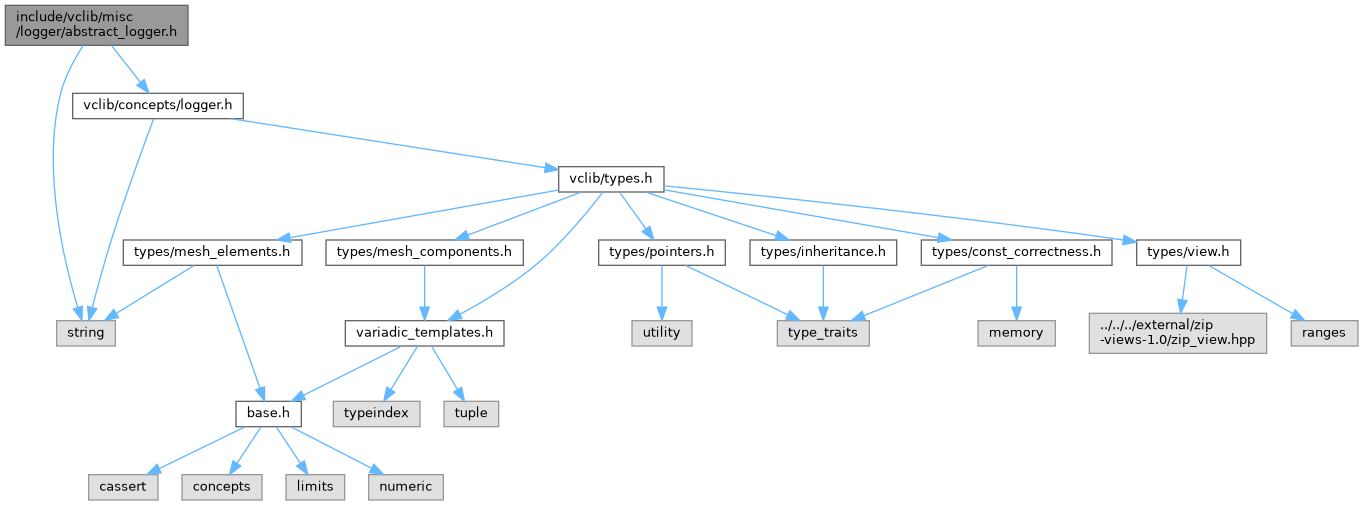 include/vclib/misc
/logger/abstract_logger.h
vclib/concepts/logger.h
vclib/types.h
types/mesh_elements.h
types/mesh_components.h
types/pointers.h
types/inheritance.h
types/const_correctness.h
types/view.h
string
variadic_templates.h
utility
type_traits
memory
../../../external/zip
-views-1.0/zip_view.hpp
ranges
base.h
typeindex
tuple
cassert
concepts
limits
numeric